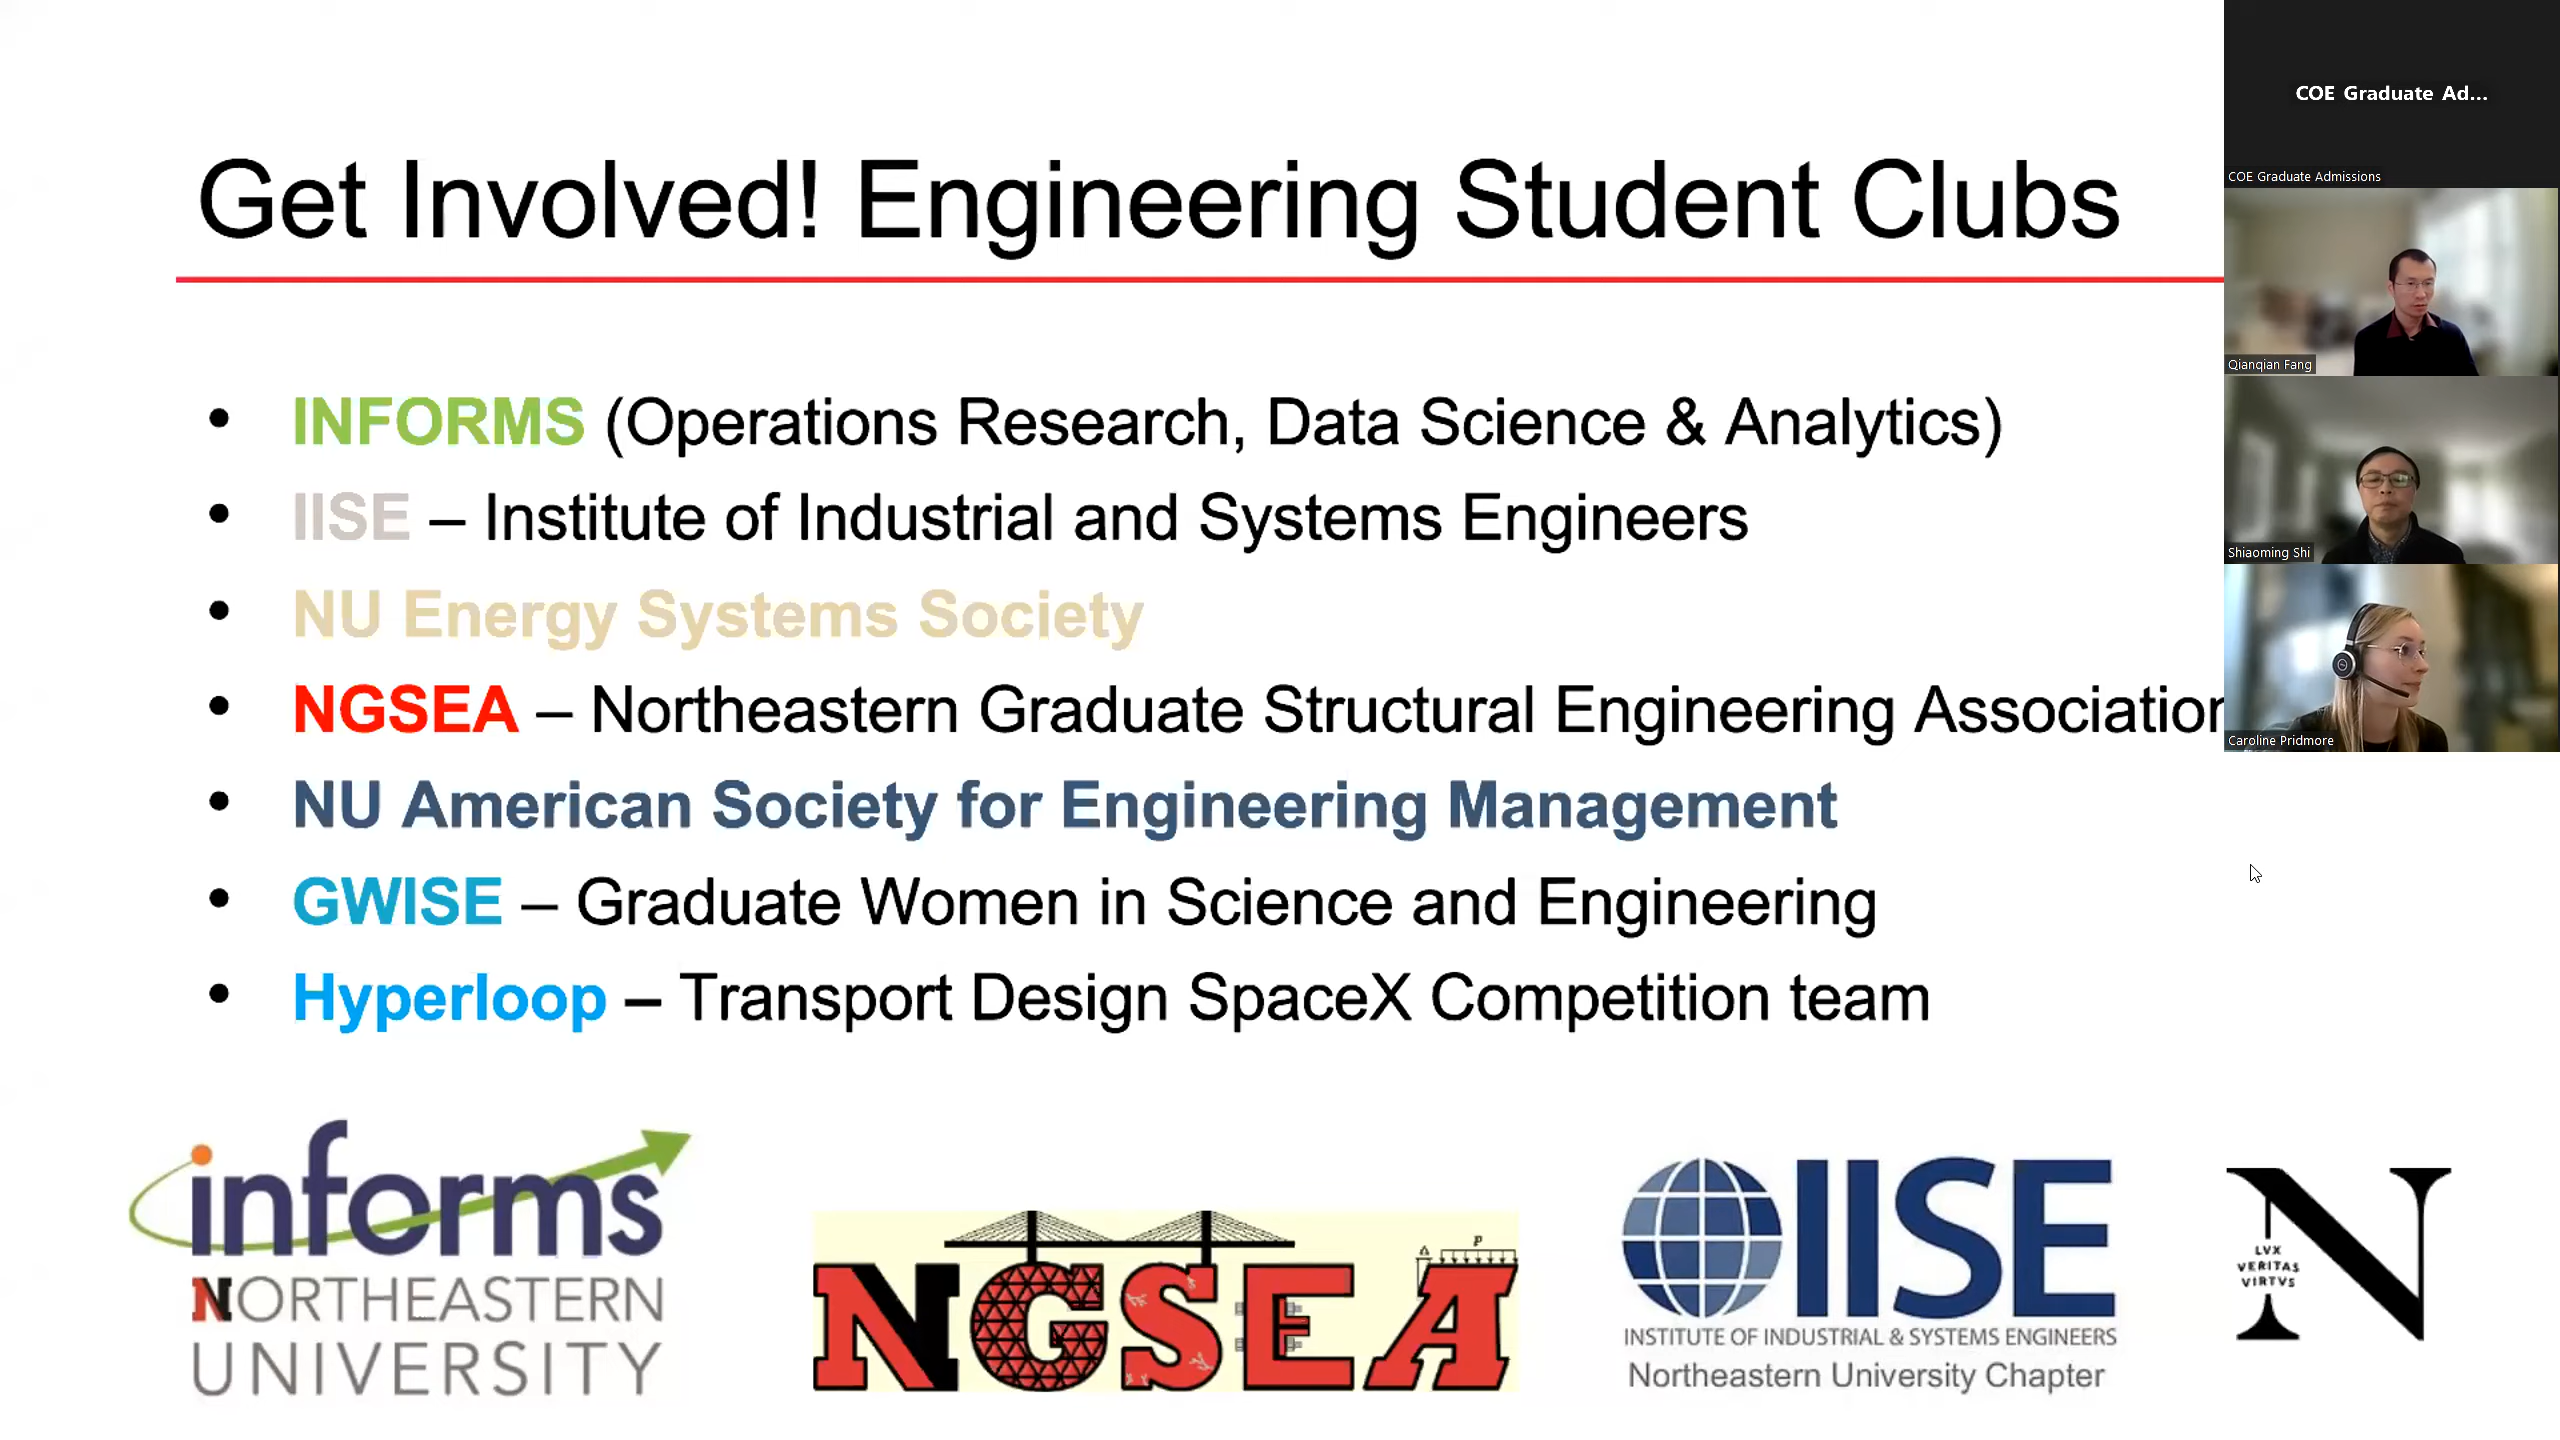 Get Involved! Engineering Student Clubs
• INFORMS (Operations Research, Data Science & Analytics)
• IISE – Institute of Industrial and Systems Engineers
• NU Energy Systems Society
• NGSEA – Northeastern Graduate Structural Engineering Association
• NU American Society for Engineering Management
• GWISE – Graduate Women in Science and Engineering
• Hyperloop – Transport Design SpaceX Competition team
informs
NORTHEASTERN
UNIVERSITY
NGSEA
P
Δ
IISE
INSTITUTE OF INDUSTRIAL & SYSTEMS ENGINEERS
Northeastern University Chapter
N
LVX
VERITAS
VIRTVS
COE Graduate Ad...
COE Graduate Admissions
Qianqian Fang
Shiaoming Shi
Caroline Pridmore